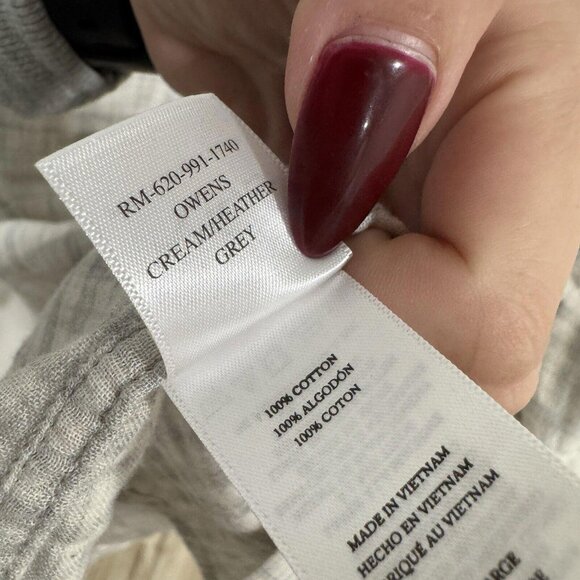 RM-620-991-1740
OWENS
CREAM/HEATHER
GREY
100% COTTON
100% ALGODÓN
100% COTON
MADE IN VIETNAM
HECHO EN VIETNAM
AU VIETNAM